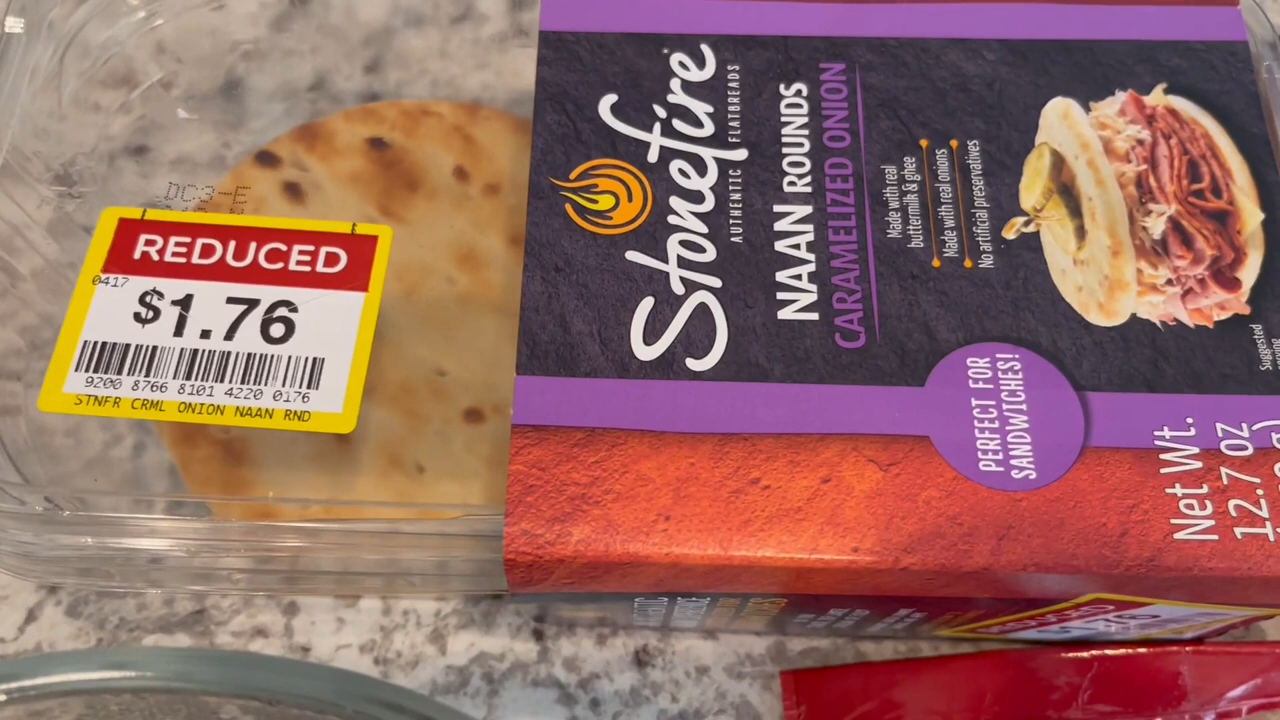 DC3-E
REDUCED
0417
$1.76
9200 8766 8101 4220 0176
STNFR CRML ONION NAAN RND
Stonefire
AUTHENTIC FLATBREADS
NAAN ROUNDS
CARAMELIZED ONION
Made with real
buttermilk & ghee
Made with real onions
No artificial preservatives
PERFECT FOR
SANDWICHES!
Net Wt.
12.7 OZ
Suggested
REDUCED